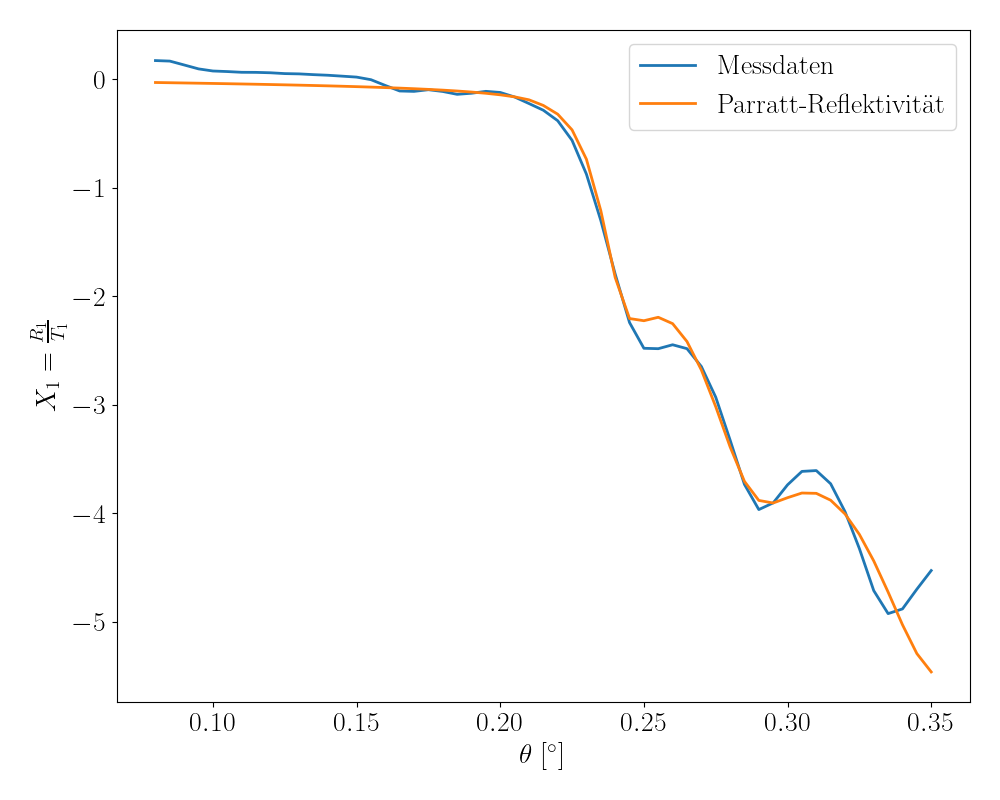 Messdaten
Parratt-Reflektivität
0
−1
−2
−3
−4
−5
X₁ = R₁/T₁
0.10 0.15 0.20 0.25 0.30 0.35
θ [°]